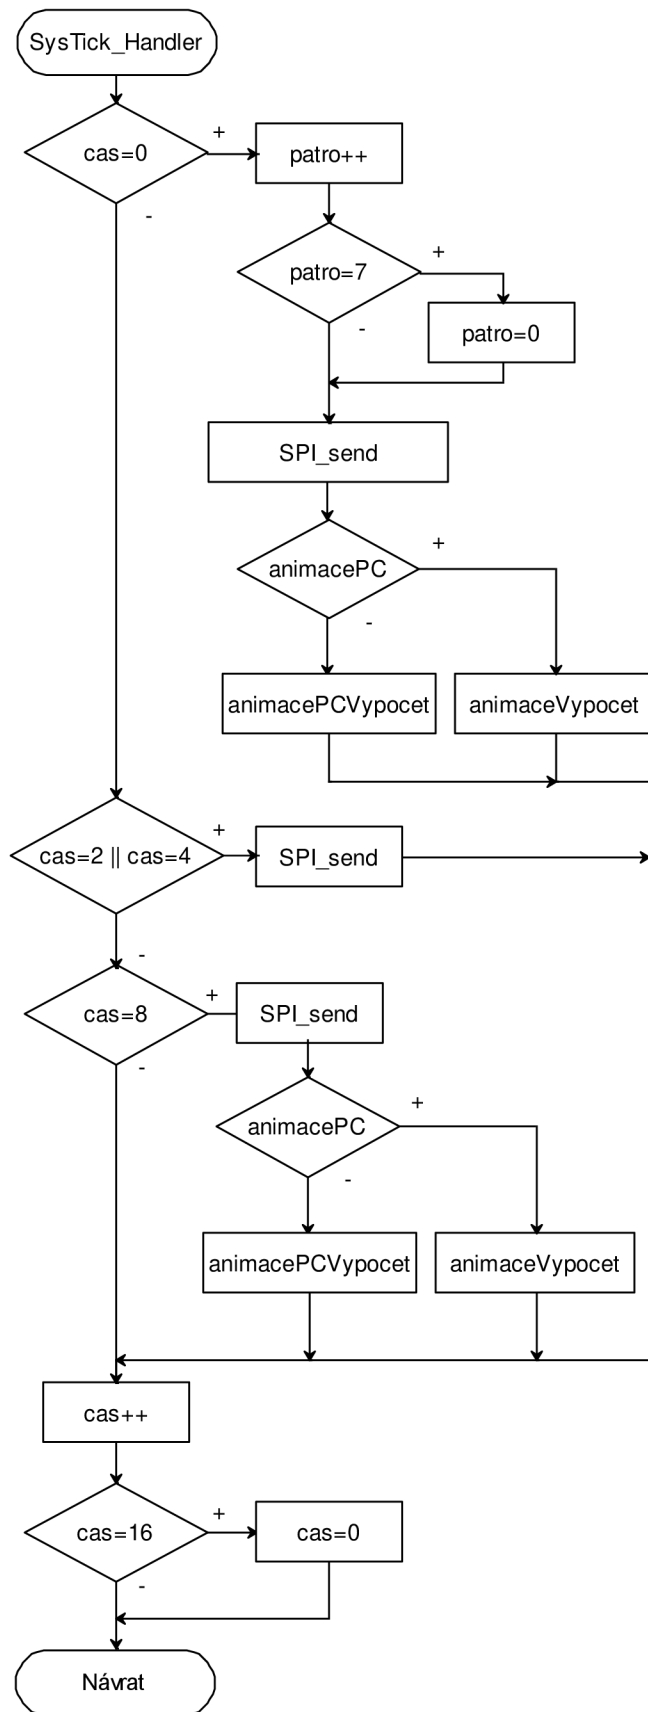 SysTick_Handler
cas=0
+
-
patro++
patro=7
+
-
patro=0
SPI_send
animacePC
+
-
animacePCVypocet
animaceVypocet
cas=2 || cas=4
+
-
SPI_send
cas=8
+
-
SPI_send
animacePC
+
-
animacePCVypocet
animaceVypocet
cas++
cas=16
+
-
cas=0
Návrat